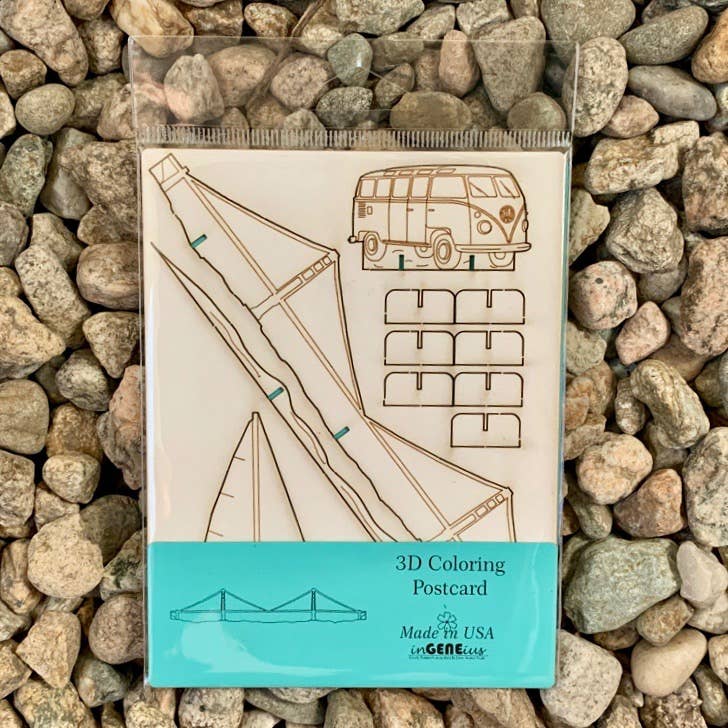 3D Coloring
Postcard
Made in USA
inGENEius